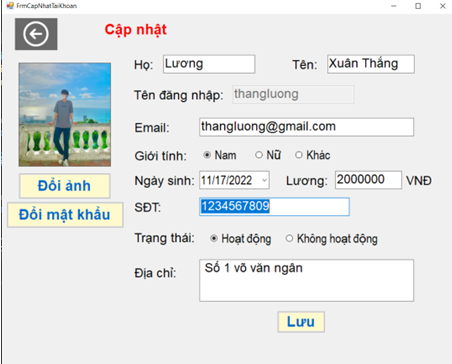 FrmCapNhatTaiKhoan
Cập nhật
Họ: Lương Tên: Xuân Thắng
Tên đăng nhập: thangluong
Email: thangluong@gmail.com
Giới tính: Nam Nữ Khác
Đổi ảnh
Ngày sinh: 11/17/2022 Lương: 2000000 VNĐ
Đổi mật khẩu
SĐT: 1234567809
Trạng thái: Hoạt động Không hoạt động
Địa chỉ: Số 1 võ văn ngân
Lưu